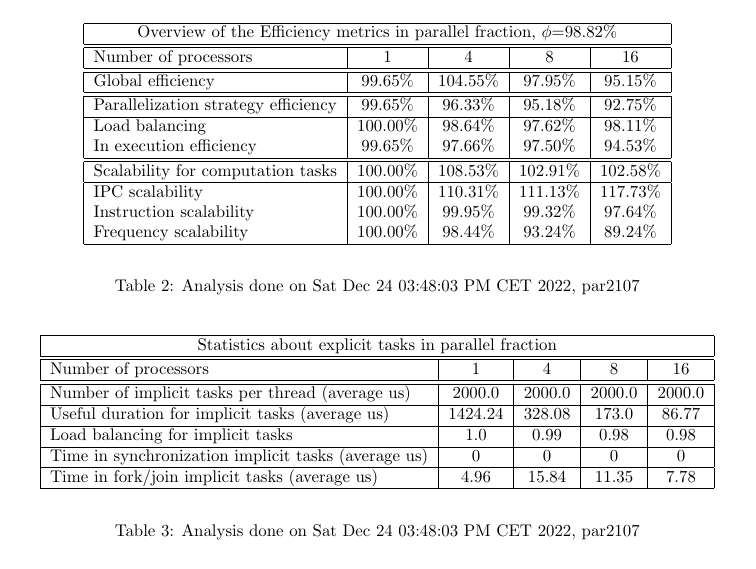 Overview of the Efficiency metrics in parallel fraction, ϕ=98.82%
Number of processors 1 4 8 16
Global efficiency 99.65% 104.55% 97.95% 95.15%
Parallelization strategy efficiency 99.65% 96.33% 95.18% 92.75%
Load balancing 100.00% 98.64% 97.62% 98.11%
In execution efficiency 99.65% 97.66% 97.50% 94.53%
Scalability for computation tasks 100.00% 108.53% 102.91% 102.58%
IPC scalability 100.00% 110.31% 111.13% 117.73%
Instruction scalability 100.00% 99.95% 99.32% 97.64%
Frequency scalability 100.00% 98.44% 93.24% 89.24%
Table 2: Analysis done on Sat Dec 24 03:48:03 PM CET 2022, par2107
Statistics about explicit tasks in parallel fraction
Number of processors 1 4 8 16
Number of implicit tasks per thread (average us) 2000.0 2000.0 2000.0 2000.0
Useful duration for implicit tasks (average us) 1424.24 328.08 173.0 86.77
Load balancing for implicit tasks 1.0 0.99 0.98 0.98
Time in synchronization implicit tasks (average us) 0 0 0 0
Time in fork/join implicit tasks (average us) 4.96 15.84 11.35 7.78
Table 3: Analysis done on Sat Dec 24 03:48:03 PM CET 2022, par2107